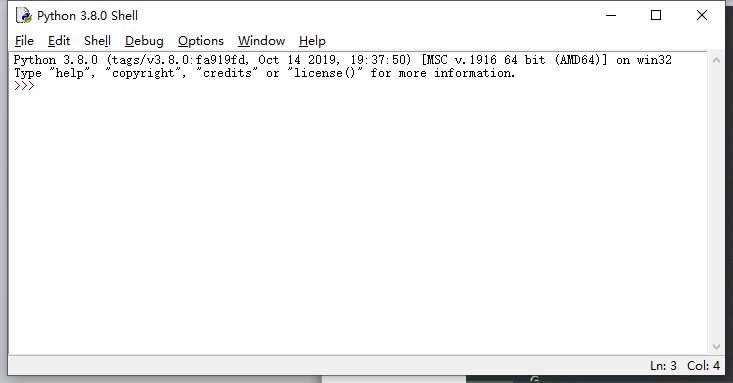 Python 3.8.0 Shell
File Edit Shell Debug Options Window Help
Python 3.8.0 (tags/v3.8.0:fa919fd, Oct 14 2019, 19:37:50) [MSC v.1916 64 bit (AMD64)] on win32
Type "help", "copyright", "credits" or "license()" for more information.
>>>
Ln: 3 Col: 4